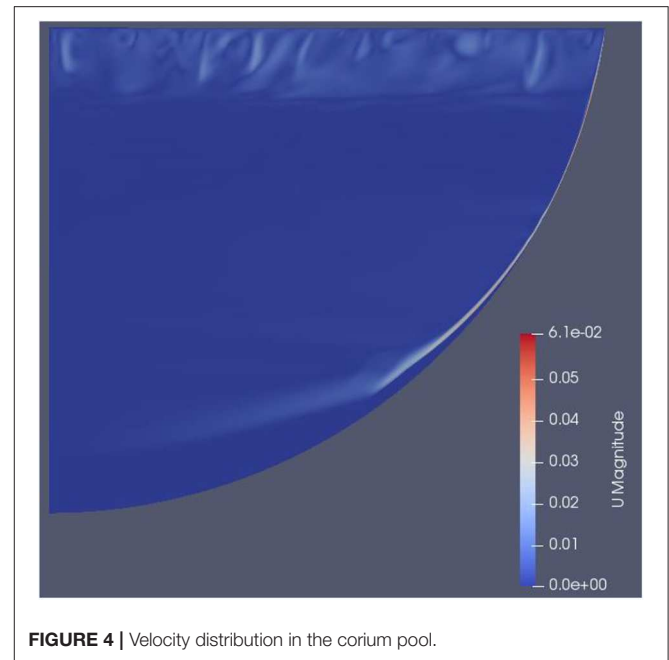 6.1e-02
0.05
0.04
0.03
0.02
0.01
0.0e+00
U Magnitude
FIGURE 4 | Velocity distribution in the corium pool.